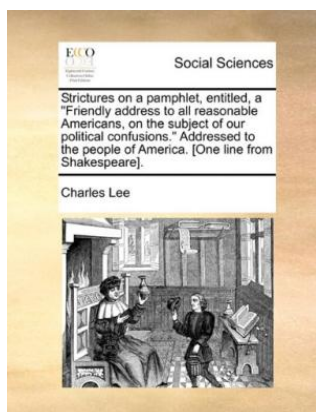 ECCO
Social Sciences
Strictures on a pamphlet, entitled, a
"Friendly address to all reasonable
Americans, on the subject of our
political confusions." Addressed to
the people of America. [One line from
Shakespeare].
Charles Lee